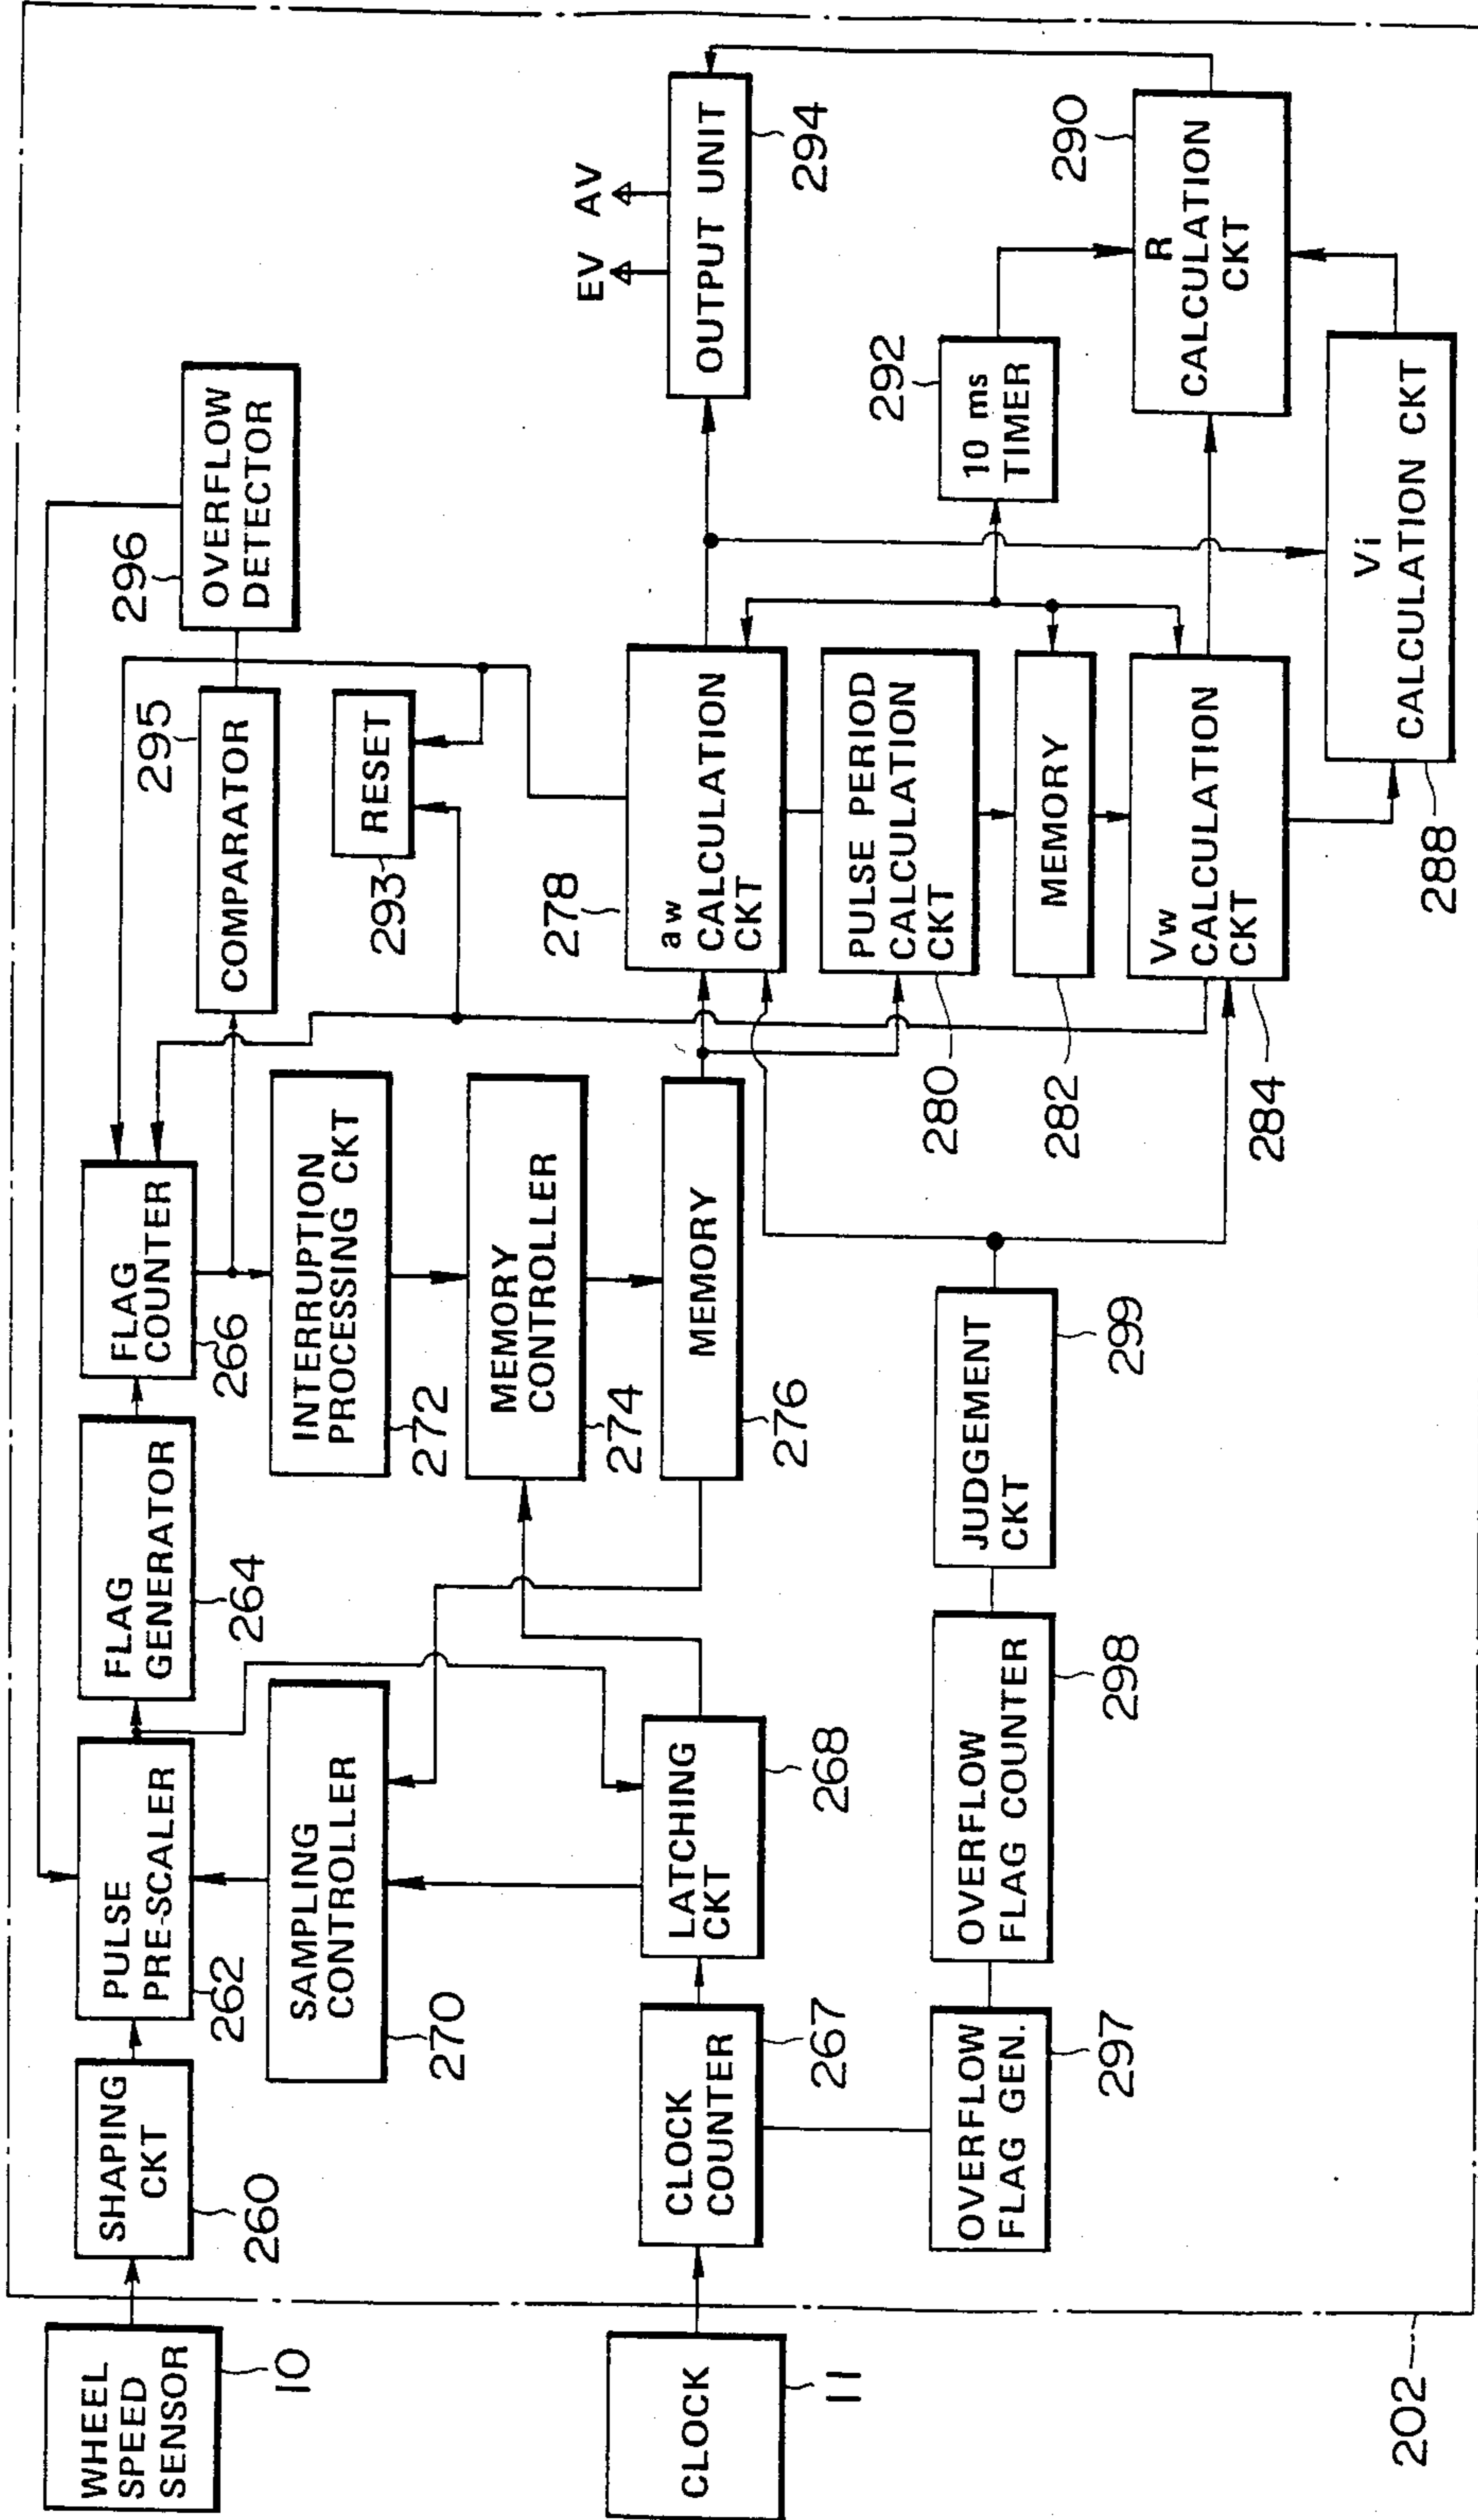 WHEEL
SPEED
SENSOR
10
SHAPING
CKT
260
PULSE
PRE-SCALER
262
FLAG
GENERATOR
264
FLAG
COUNTER
266
SAMPLING
CONTROLLER
270
INTERRUPTION
PROCESSING CKT
272
COMPARATOR
295
OVERFLOW
DETECTOR
296
RESET
293
MEMORY
CONTROLLER
274
CLOCK
11
CLOCK
COUNTER
267
LATCHING
CKT
268
MEMORY
276
aw
CALCULATION
CKT
278
OUTPUT UNIT
294
EV
AV
PULSE PERIOD
CALCULATION
CKT
280
OVERFLOW
FLAG GEN.
297
OVERFLOW
FLAG COUNTER
298
JUDGEMENT
CKT
299
MEMORY
282
10 ms
TIMER
292
Vw
CALCULATION
CKT
284
R
CALCULATION
CKT
290
Vi
CALCULATION CKT
288
202